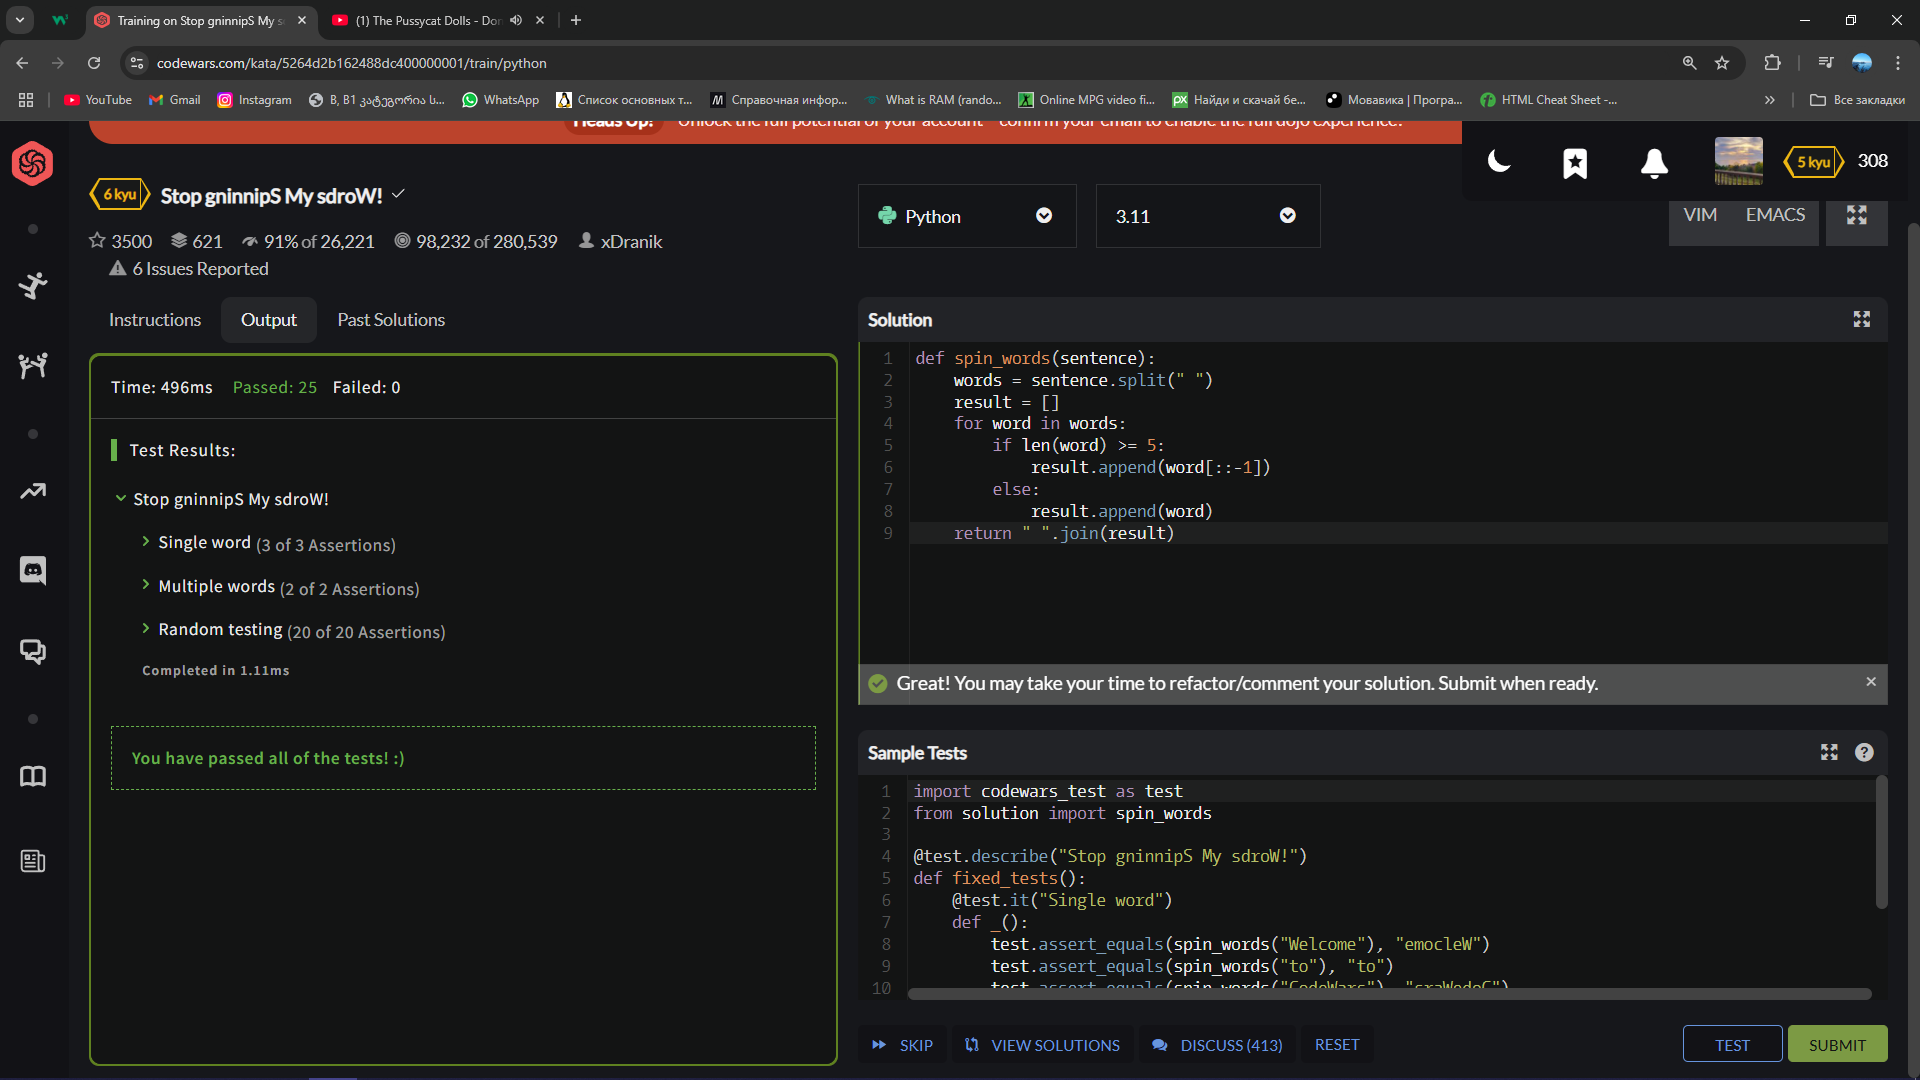 Training on Stop gninnipS My s
(1) The Pussycat Dolls - Don
codewars.com/kata/5264d2b162488dc400000001/train/python
YouTube
Gmail
Instagram
B, B1 კატეგორია ს...
WhatsApp
Список основных т...
Справочная инфор...
What is RAM (rando...
Online MPG video fi...
Найди и скачай бе...
Мовавика | Програ...
HTML Cheat Sheet -...
Все закладки
Heads Up! Unlock the full potential of your account - confirm your email to enable the full dojo experience.
6 kyu Stop gninnipS My sdroW!
3500 621 91% of 26,221 98,232 of 280,539 xDranik
6 Issues Reported
Python
3.11
5 kyu 308
VIM EMACS
Instructions Output Past Solutions
Time: 496ms Passed: 25 Failed: 0
Test Results:
Stop gninnipS My sdroW!
Single word (3 of 3 Assertions)
Multiple words (2 of 2 Assertions)
Random testing (20 of 20 Assertions)
Completed in 1.11ms
You have passed all of the tests! :)
Solution
1 def spin_words(sentence):
2     words = sentence.split(" ")
3     result = []
4     for word in words:
5         if len(word) >= 5:
6             result.append(word[::-1])
7         else:
8             result.append(word)
9     return " ".join(result)
Great! You may take your time to refactor/comment your solution. Submit when ready.
Sample Tests
1 import codewars_test as test
2 from solution import spin_words
3
4 @test.describe("Stop gninnipS My sdroW!")
5 def fixed_tests():
6     @test.it("Single word")
7     def _():
8         test.assert_equals(spin_words("Welcome"), "emocleW")
9         test.assert_equals(spin_words("to"), "to")
10         test.assert_equals(spin_words("CodeWars"), "sraWedoC")
SKIP
VIEW SOLUTIONS
DISCUSS (413)
RESET
TEST
SUBMIT